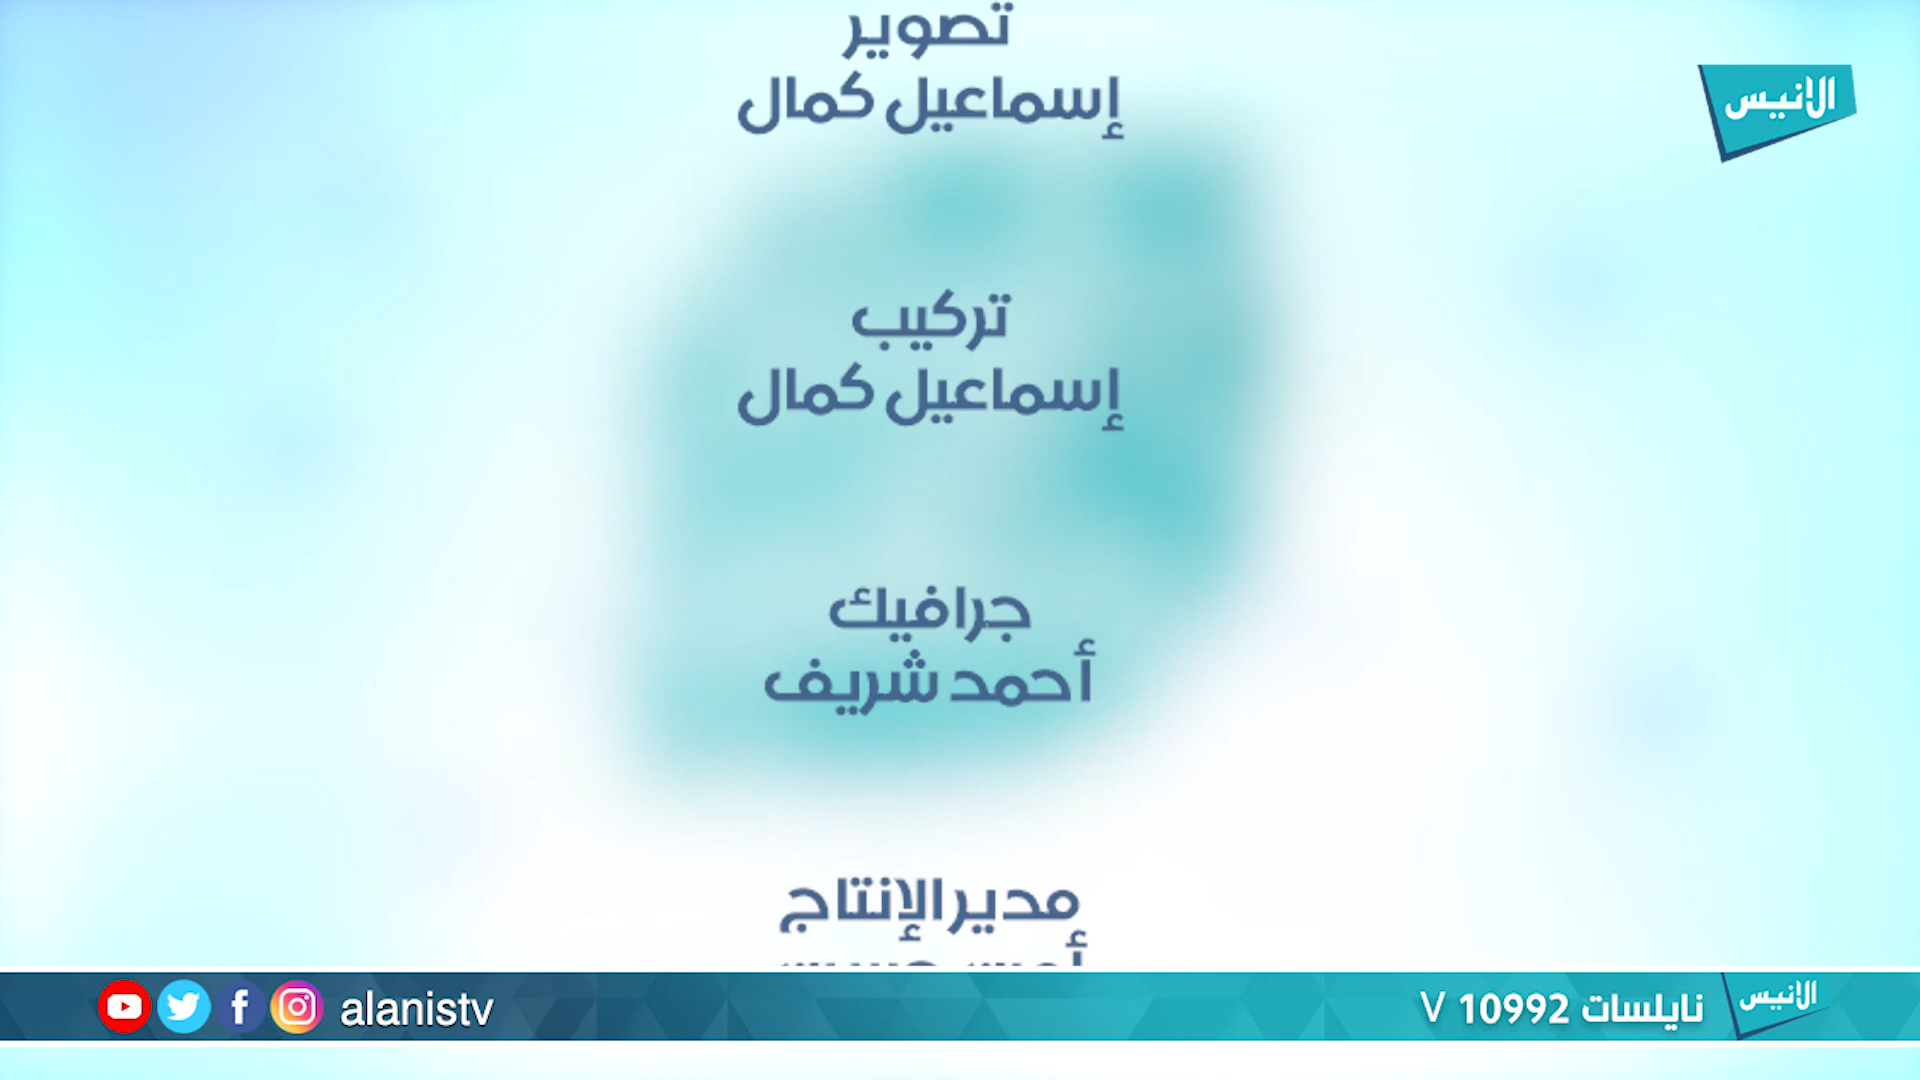 تصوير
إسماعيل كمال
الانيس
تركيب
إسماعيل كمال
جرافيك
أحمد شريف
مدير الإنتاج
alanistv
نايلسات 10992 V
الانيس